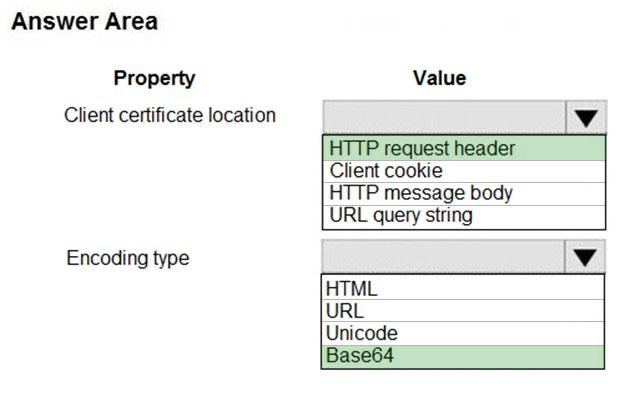 Answer Area
Property Value
Client certificate location
HTTP request header
Client cookie
HTTP message body
URL query string
Encoding type
HTML
URL
Unicode
Base64